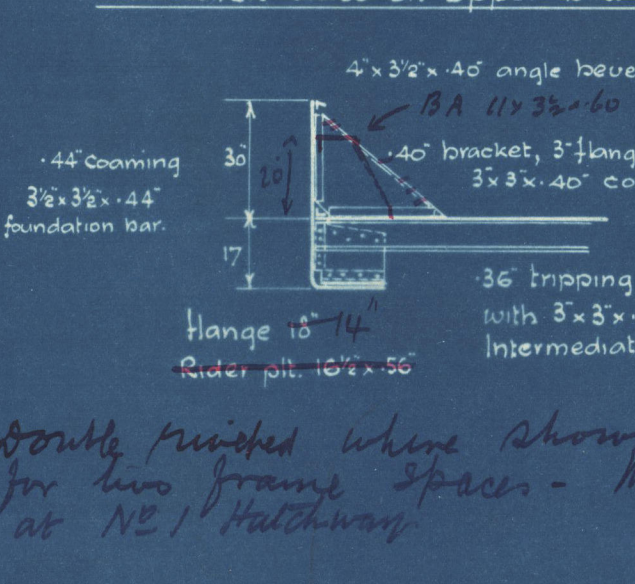 4" x 3½" x ·40" angle beve
BA 11 x 3½ x ·60
30"
20"
·44" coaming
3½" x 3½" x ·44"
foundation bar.
·40" bracket, 3" flang
3" x 3" x ·40" co
17
·36" tripping
with 3" x 3" x ·
Intermediat
flange 18" 14"
Rider plt. 16½" x ·56"
Double riveted where show
for two frame spaces -
at No 1 Hatchway